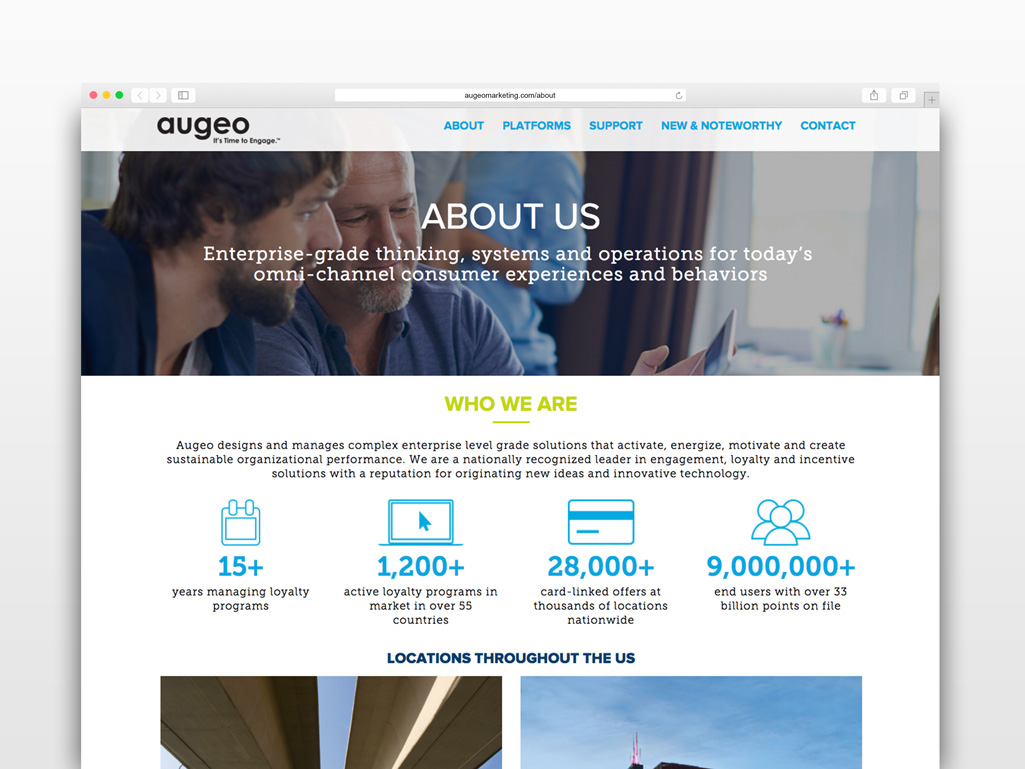 augeomarketing.com/about
augeo
It's Time to Engage.™
ABOUT PLATFORMS SUPPORT NEW & NOTEWORTHY CONTACT
ABOUT US
Enterprise-grade thinking, systems and operations for today's
omni-channel consumer experiences and behaviors
WHO WE ARE
Augeo designs and manages complex enterprise level grade solutions that activate, energize, motivate and create
sustainable organizational performance. We are a nationally recognized leader in engagement, loyalty and incentive
solutions with a reputation for originating new ideas and innovative technology.
15+
years managing loyalty
programs
1,200+
active loyalty programs in
market in over 55
countries
28,000+
card-linked offers at
thousands of locations
nationwide
9,000,000+
end users with over 33
billion points on file
LOCATIONS THROUGHOUT THE US